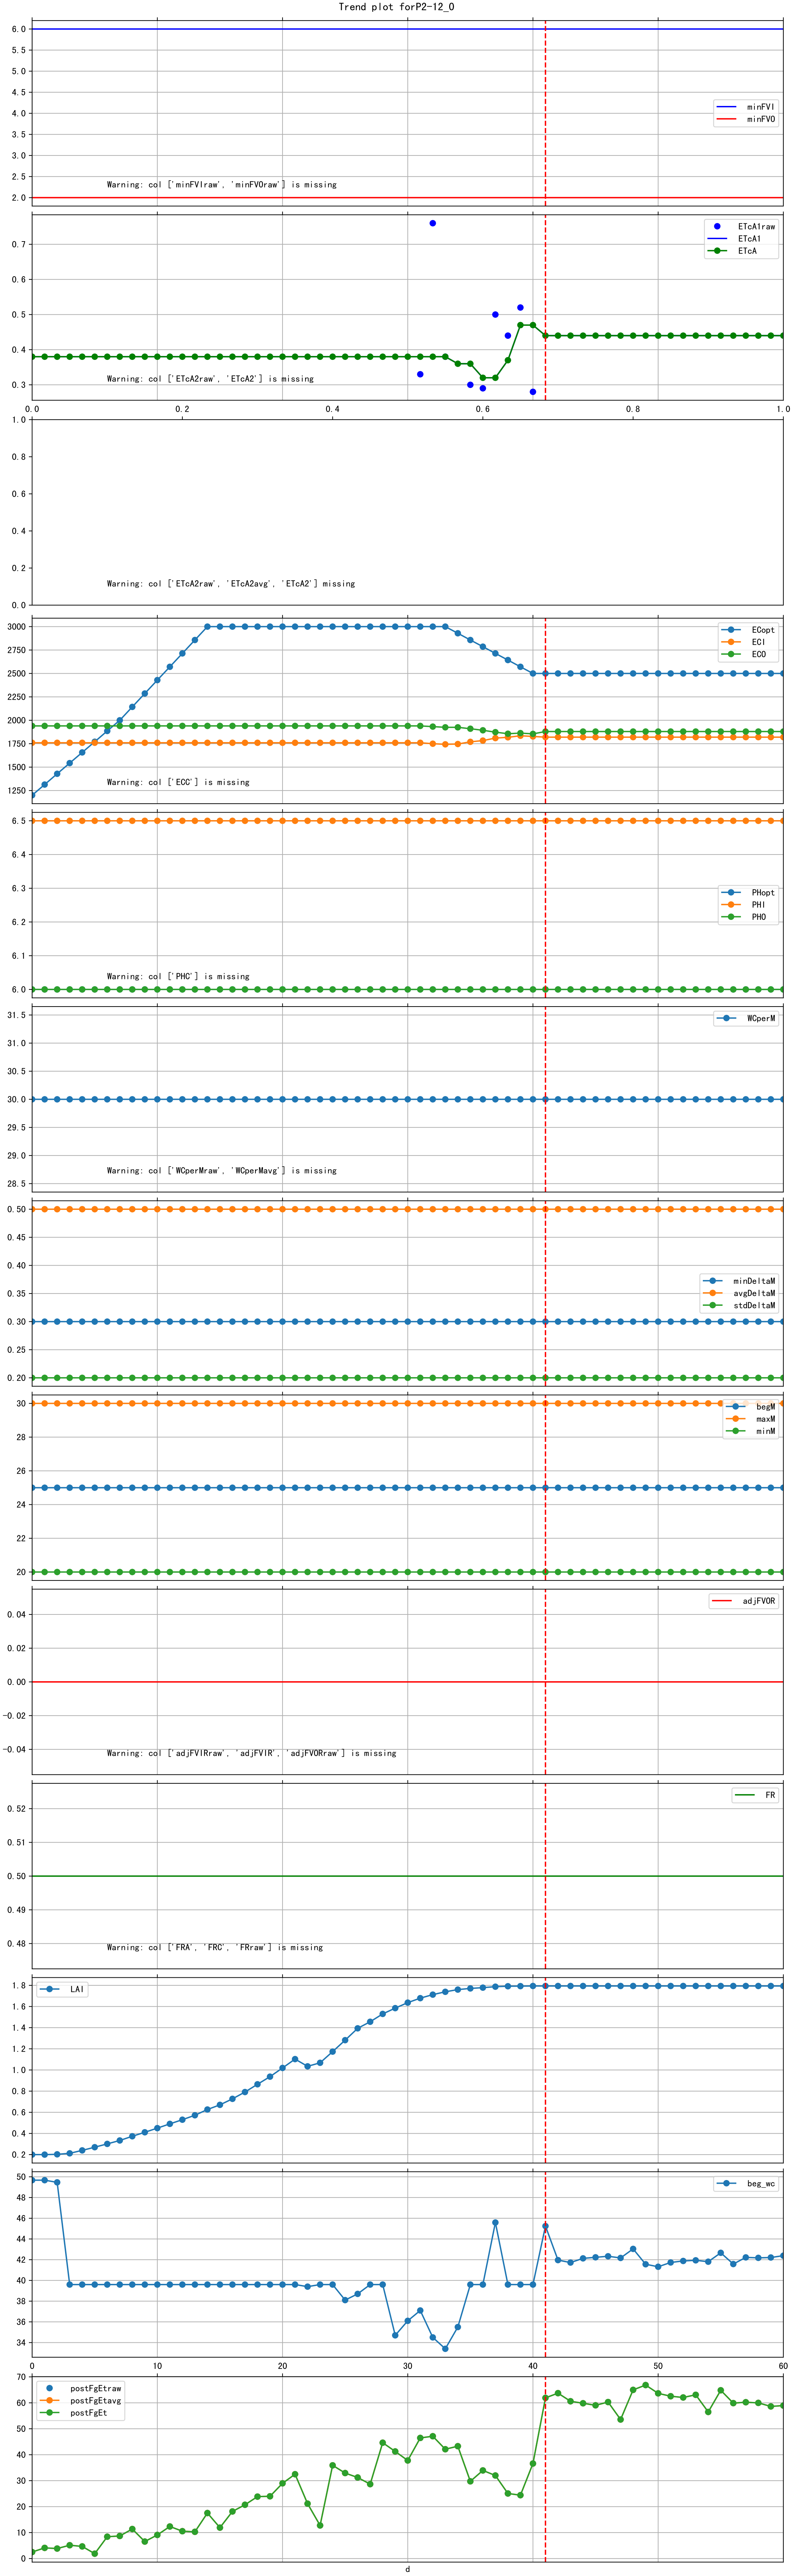 Trend plot forP2-12_0
6.0
5.5
5.0
4.5
4.0
3.5
3.0
2.5
2.0
minFVI
minFVO
Warning: col ['minFVIraw', 'minFVOraw'] is missing
0.7
0.6
0.5
0.4
0.3
ETcA1raw
ETcA1
ETcA
Warning: col ['ETcA2raw', 'ETcA2'] is missing
0.0 0.2 0.4 0.6 0.8 1.0
1.0
0.8
0.6
0.4
0.2
0.0
Warning: col ['ETcA2raw', 'ETcA2avg', 'ETcA2'] missing
3000
2750
2500
2250
2000
1750
1500
1250
ECopt
ECI
ECO
Warning: col ['ECC'] is missing
6.5
6.4
6.3
6.2
6.1
6.0
PHopt
PHI
PHO
Warning: col ['PHC'] is missing
31.5
31.0
30.5
30.0
29.5
29.0
28.5
WCperM
Warning: col ['WCperMraw', 'WCperMavg'] is missing
0.50
0.45
0.40
0.35
0.30
0.25
0.20
minDeltaM
avgDeltaM
stdDeltaM
30
28
26
24
22
20
begM
maxM
minM
0.04
0.02
0.00
-0.02
-0.04
adjFVOR
Warning: col ['adjFVIRraw', 'adjFVIR', 'adjFVORraw'] is missing
0.52
0.51
0.50
0.49
0.48
FR
Warning: col ['FRA', 'FRC', 'FRraw'] is missing
1.8
1.6
1.4
1.2
1.0
0.8
0.6
0.4
0.2
LAI
50
48
46
44
42
40
38
36
34
beg_wc
0 10 20 30 40 50 60
70
60
50
40
30
20
10
0
postFgEtraw
postFgEtavg
postFgEt
d